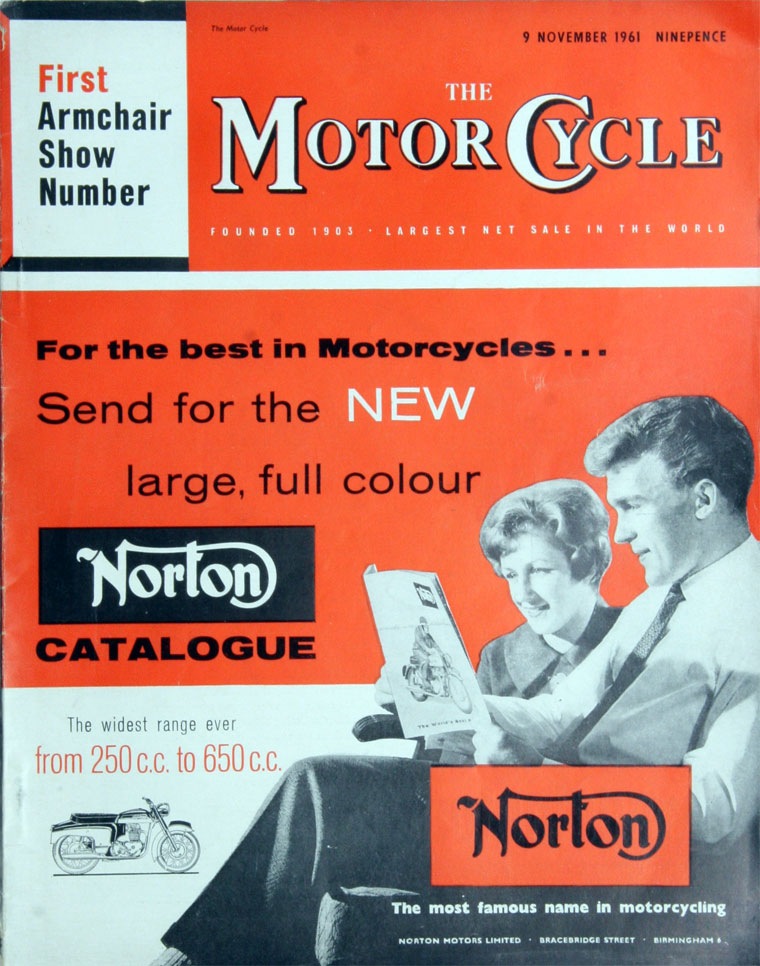 The Motor Cycle
9 NOVEMBER 1961 NINEPENCE
First
Armchair
Show
Number
THE
MOTOR CYCLE
FOUNDED 1903 · LARGEST NET SALE IN THE WORLD
For the best in Motorcycles...
Send for the NEW
large, full colour
Norton
CATALOGUE
The widest range ever
from 250 c.c. to 650 c.c.
The World's Best
Norton
The most famous name in motorcycling
NORTON MOTORS LIMITED · BRACEBRIDGE STREET · BIRMINGHAM 6